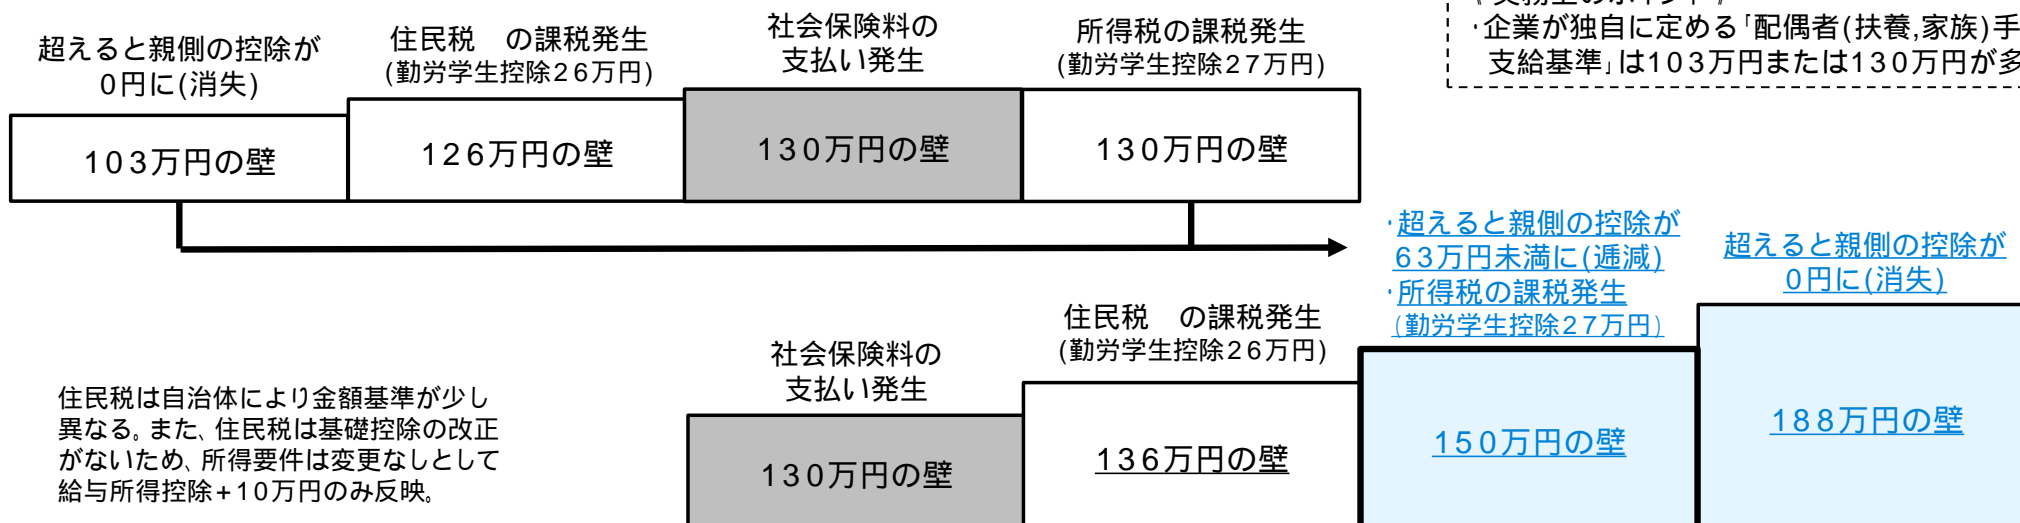 超えると親側の控除が
0円に(消失)
住民税 の課税発生
(勤労学生控除26万円)
社会保険料の
支払い発生
所得税の課税発生
(勤労学生控除27万円)
・企業が独自に定める「配偶者(扶養,家族)手
支給基準」は103万円または130万円が多
103万円の壁
126万円の壁
130万円の壁
130万円の壁
・超えると親側の控除が
63万円未満に(逓減)
・所得税の課税発生
(勤労学生控除27万円)
超えると親側の控除が
0円に(消失)
住民税 の課税発生
(勤労学生控除26万円)
社会保険料の
支払い発生
住民税は自治体により金額基準が少し
異なる。また、住民税は基礎控除の改正
がないため、所得要件は変更なしとして
給与所得控除+10万円のみ反映。
130万円の壁
136万円の壁
150万円の壁
188万円の壁